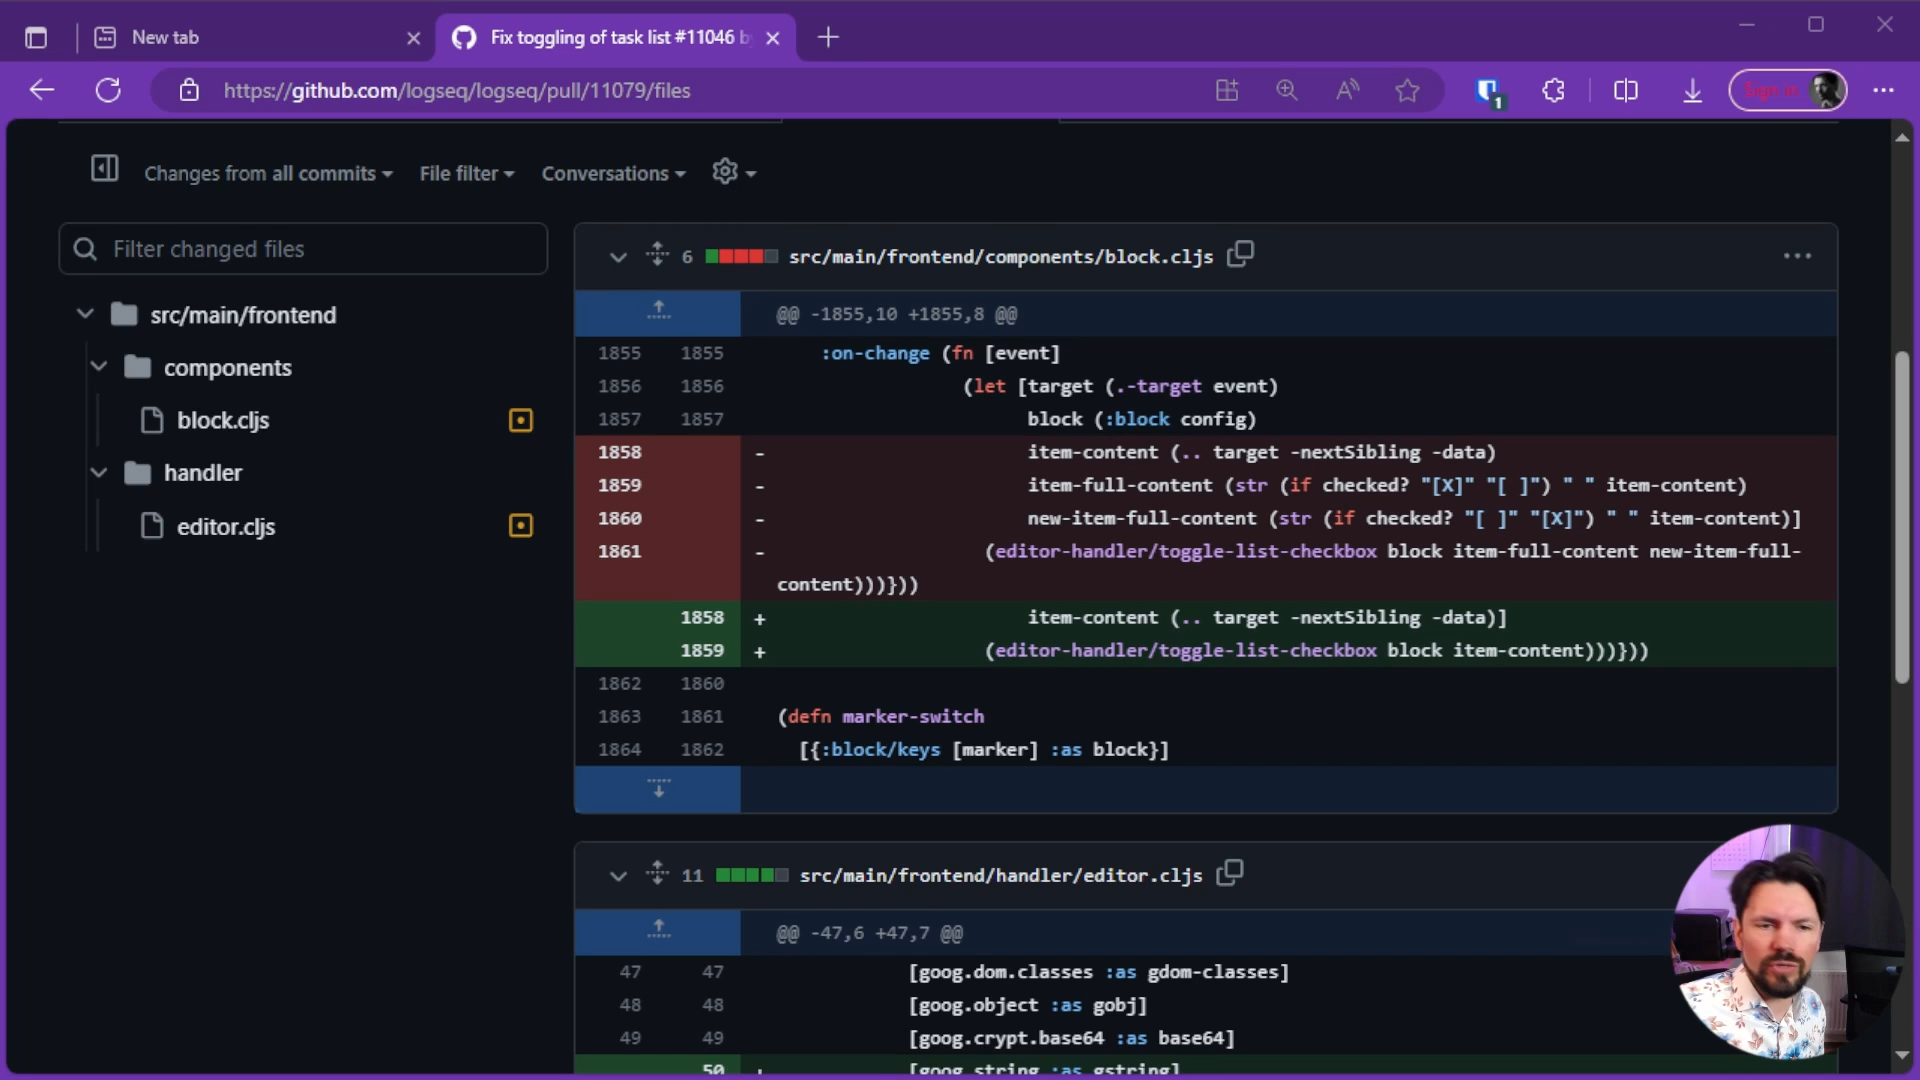 New tab
Fix toggling of task list #11046 b
https://github.com/logseq/logseq/pull/11079/files
1
Sign in
Changes from all commits
File filter
Conversations
Filter changed files
src/main/frontend
components
block.cljs
handler
editor.cljs
6 src/main/frontend/components/block.cljs
@@ -1855,10 +1855,8 @@
1855 1855 :on-change (fn [event]
1856 1856 (let [target (.-target event)
1857 1857 block (:block config)
1858 - item-content (.. target -nextSibling -data)
1859 - item-full-content (str (if checked? "[X]" "[ ]") " " item-content)
1860 - new-item-full-content (str (if checked? "[ ]" "[X]") " " item-content)]
1861 - (editor-handler/toggle-list-checkbox block item-full-content new-item-full-
content)))}))
1858 + item-content (.. target -nextSibling -data)]
1859 + (editor-handler/toggle-list-checkbox block item-content)))}))
1862 1860
1863 1861 (defn marker-switch
1864 1862 [{:block/keys [marker] :as block}]
11 src/main/frontend/handler/editor.cljs
@@ -47,6 +47,7 @@
47 47 [goog.dom.classes :as gdom-classes]
48 48 [goog.object :as gobj]
49 49 [goog.crypt.base64 :as base64]
50 + [goog.string :as gstring]